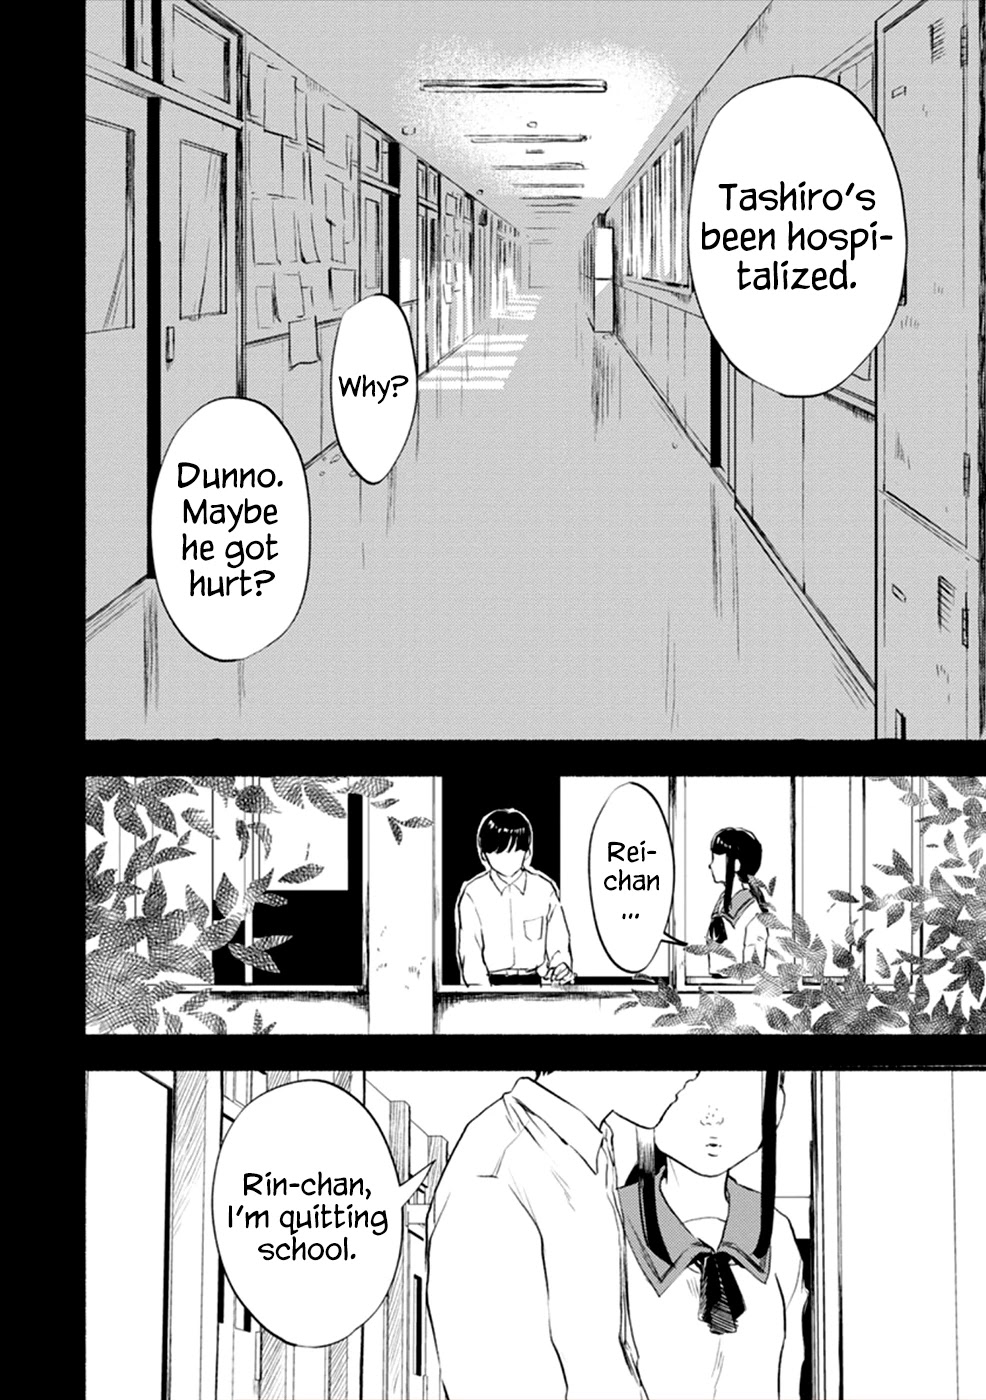 Tashiro's
been hospi-
talized.
Why?
Dunno.
Maybe
he got
hurt?
Rei-
chan
...
Rin-chan,
I'm quitting
school.